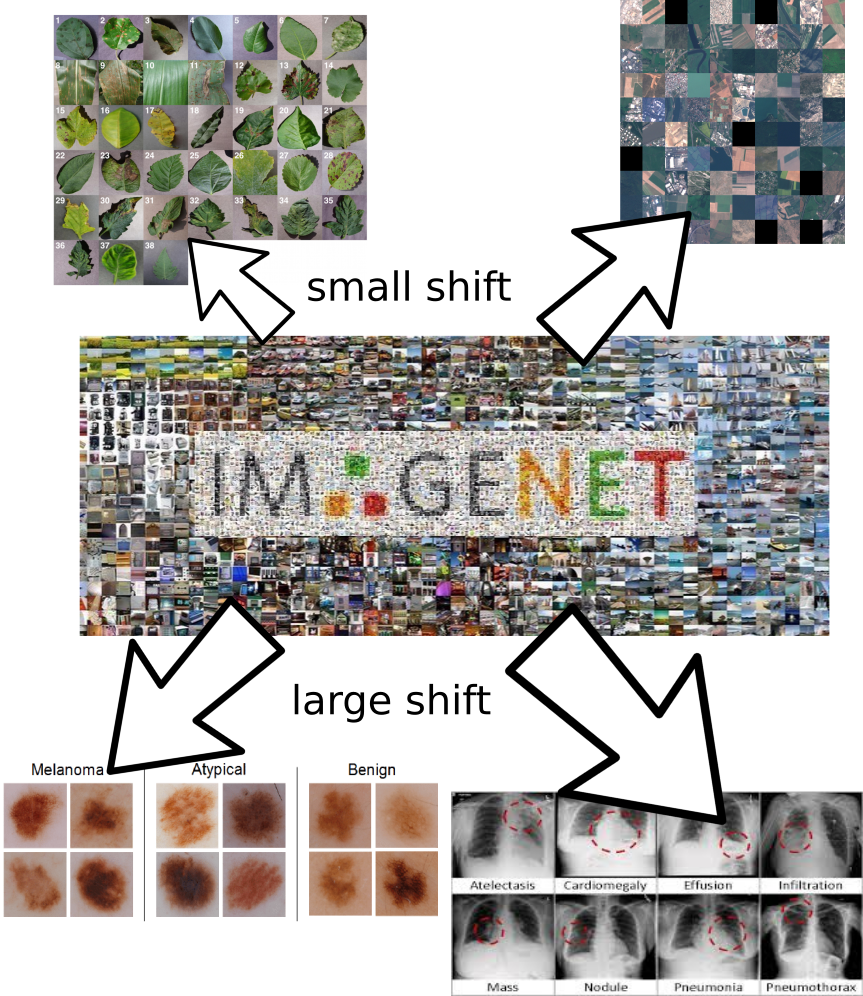 1 2 3 4 5 6 7
8 9 10 11 12 13 14
15 16 17 18 19 20 21
22 23 24 25 26 27 28
29 30 31 32 33 34 35
36 37 38
small shift
IMAGENET
large shift
Melanoma Atypical Benign
Atelectasis Cardiomegaly Effusion Infiltration
Mass Nodule Pneumonia Pneumothorax